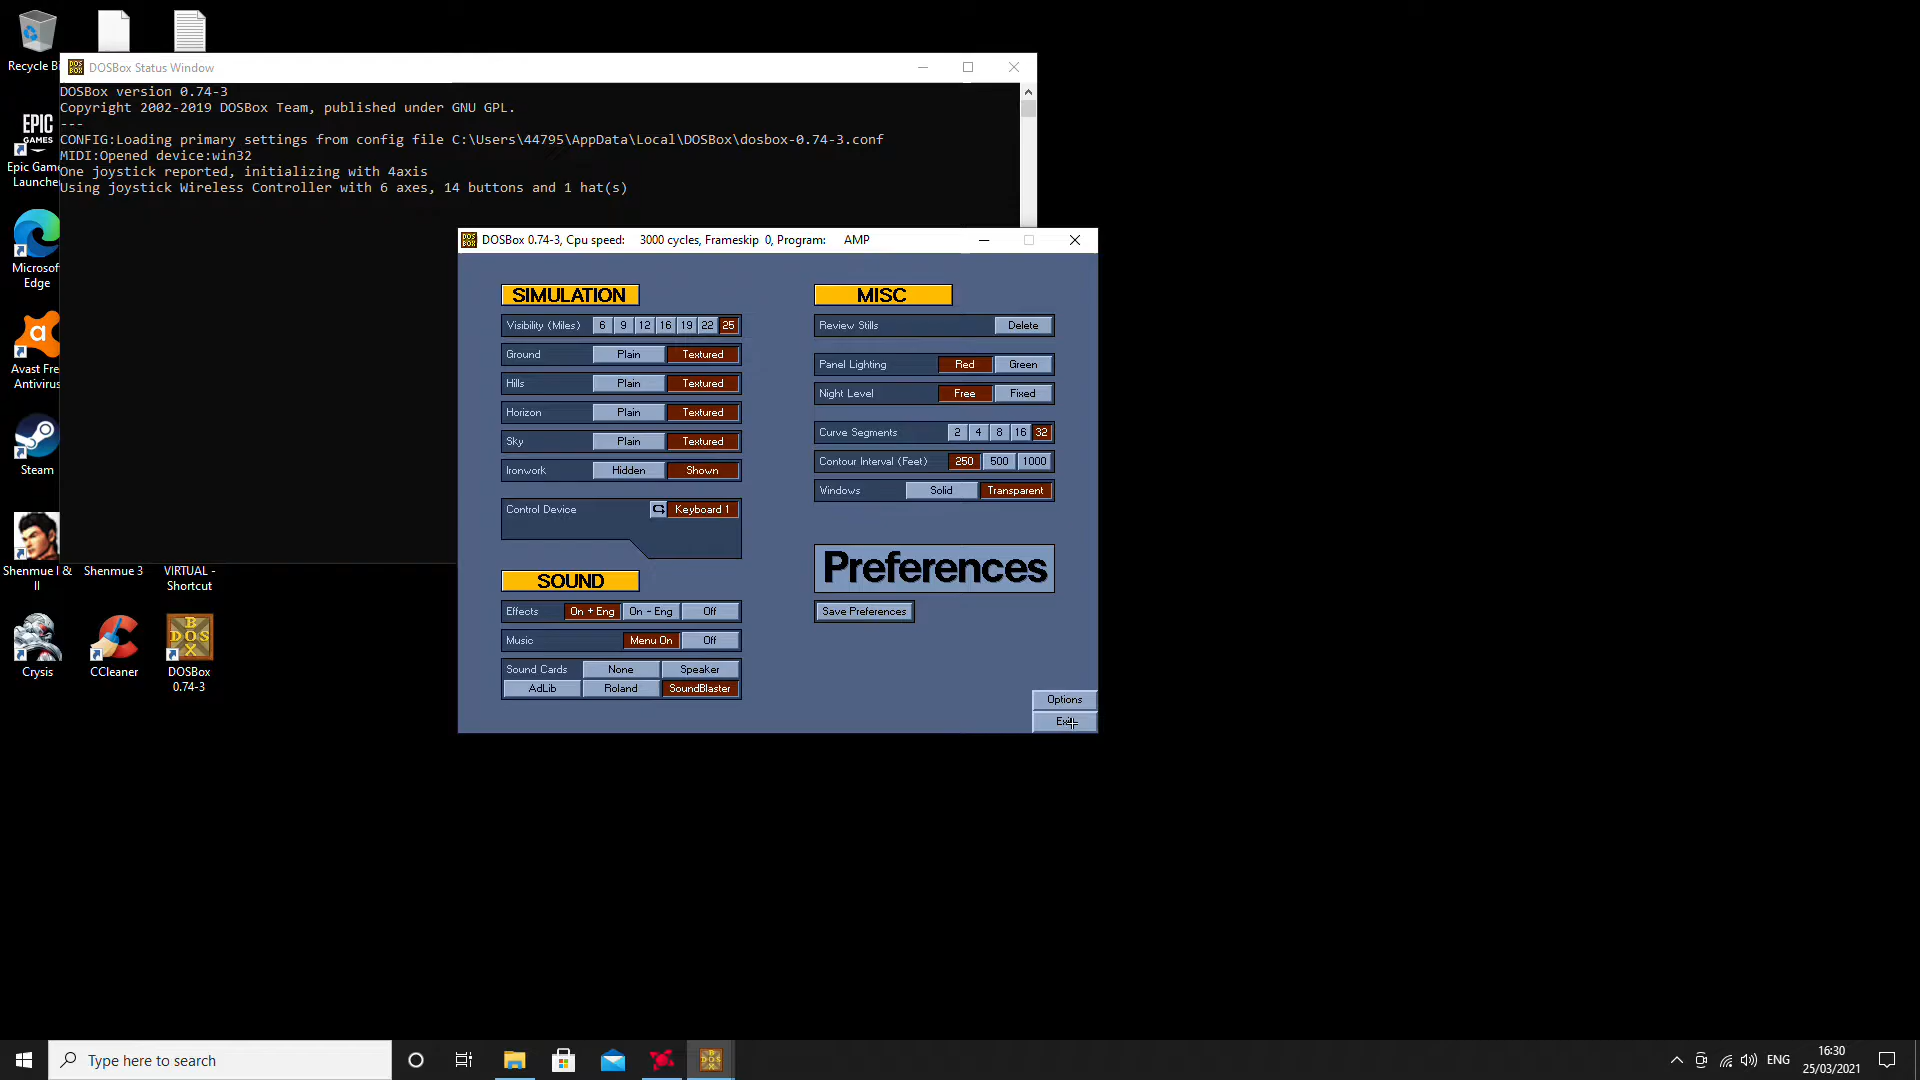 Recycle Bi
DOSBox Status Window
DOSBox version 0.74-3
Copyright 2002-2019 DOSBox Team, published under GNU GPL.
---
CONFIG:Loading primary settings from config file C:\Users\44795\AppData\Local\DOSBox\dosbox-0.74-3.conf
MIDI:Opened device:win32
One joystick reported, initializing with 4axis
Using joystick Wireless Controller with 6 axes, 14 buttons and 1 hat(s)
EPIC
GAMES
Epic Game
Launche
Microsof
Edge
Avast Fre
Antivirus
Steam
Shenmue I &
II
Shenmue 3
VIRTUAL -
Shortcut
Crysis
CCleaner
DOSBox
0.74-3
DOSBox 0.74-3, Cpu speed: 3000 cycles, Frameskip 0, Program: AMP
SIMULATION
Visibility (Miles) 6 9 12 16 19 22 25
Ground Plain Textured
Hills Plain Textured
Horizon Plain Textured
Sky Plain Textured
Ironwork Hidden Shown
Control Device Keyboard 1
SOUND
Effects On + Eng On - Eng Off
Music Menu On Off
Sound Cards None Speaker
AdLib Roland SoundBlaster
MISC
Review Stills Delete
Panel Lighting Red Green
Night Level Free Fixed
Curve Segments 2 4 8 16 32
Contour Interval (Feet) 250 500 1000
Windows Solid Transparent
Preferences
Save Preferences
Options
Exit
Type here to search
ENG
16:30
25/03/2021